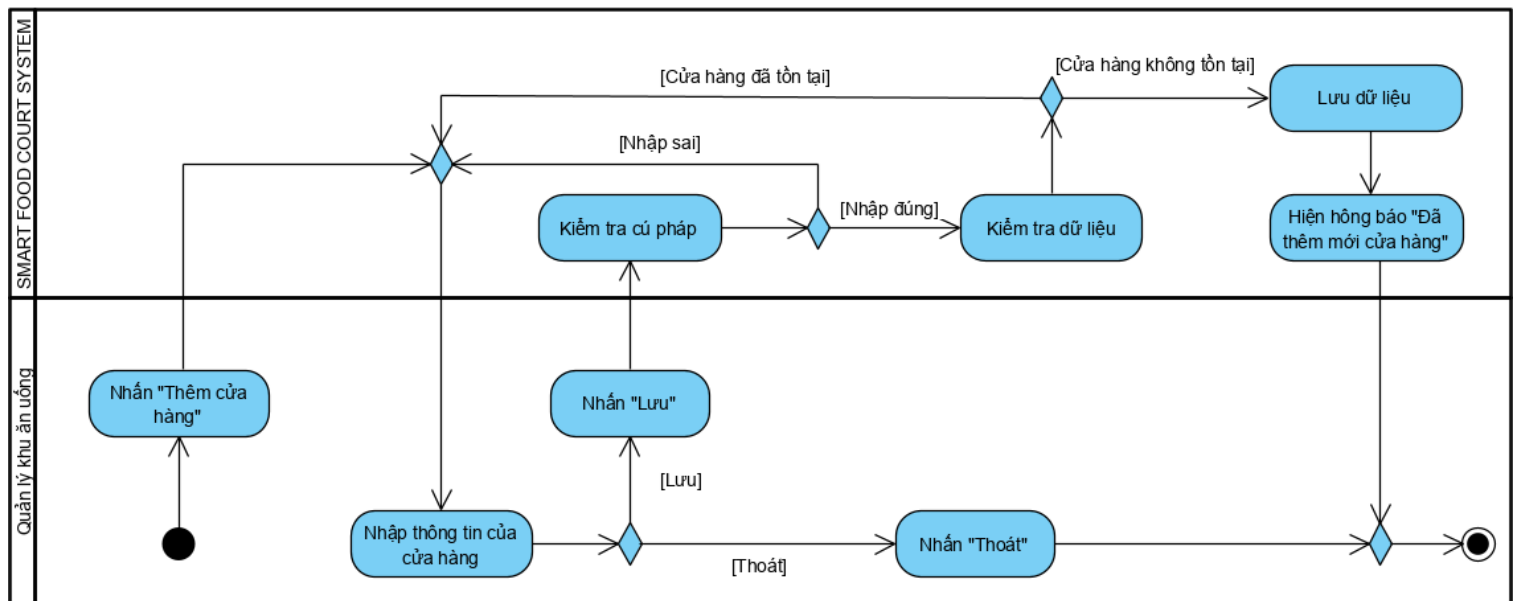 SMART FOOD COURT SYSTEM
[Cửa hàng đã tồn tại]
[Cửa hàng không tồn tại]
Lưu dữ liệu
[Nhập sai]
Kiểm tra cú pháp
[Nhập đúng]
Kiểm tra dữ liệu
Hiện hông báo "Đã
thêm mới cửa hàng"
Quản lý khu ăn uống
Nhấn "Thêm cửa
hàng"
Nhấn "Lưu"
[Lưu]
Nhập thông tin của
cửa hàng
[Thoát]
Nhấn "Thoát"